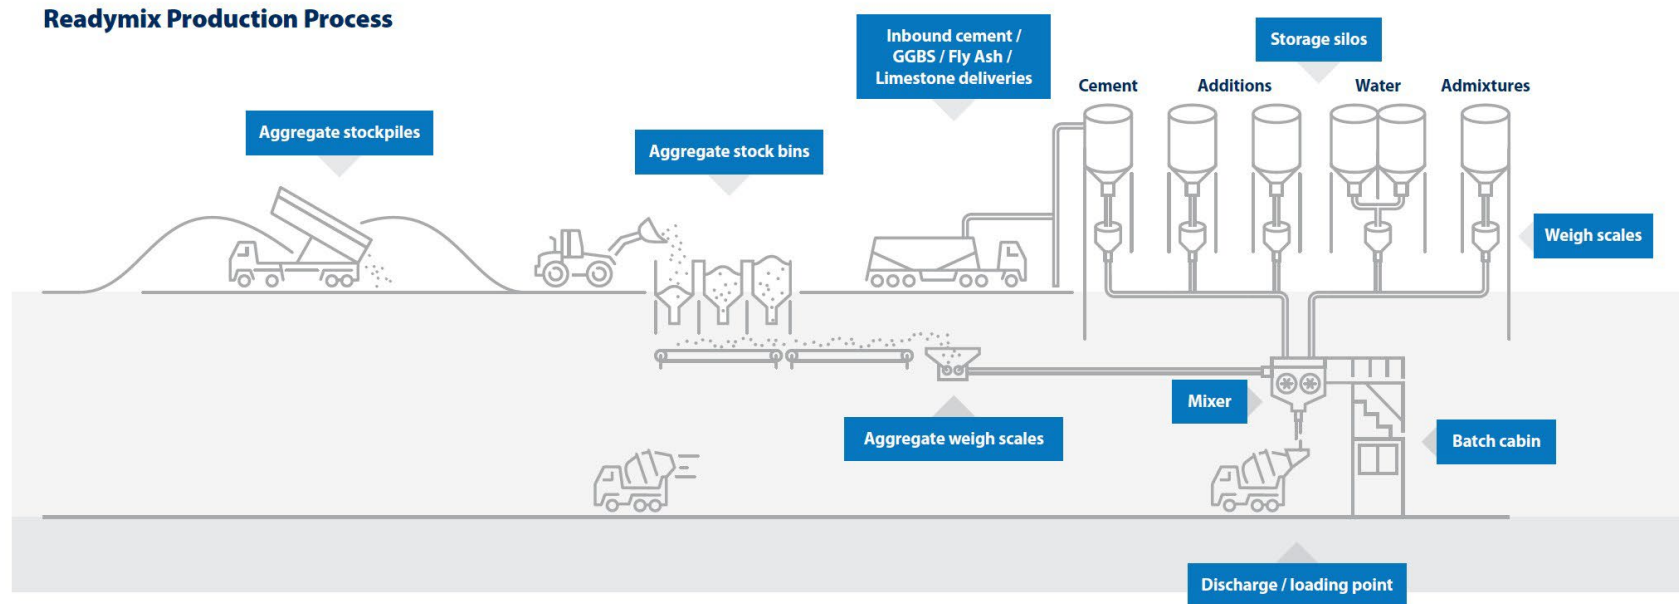 Readymix Production Process
Inbound cement /
GGBS / Fly Ash /
Limestone deliveries
Storage silos
Cement
Additions
Water
Admixtures
Aggregate stockpiles
Aggregate stock bins
Weigh scales
Mixer
Aggregate weigh scales
Batch cabin
Discharge / loading point